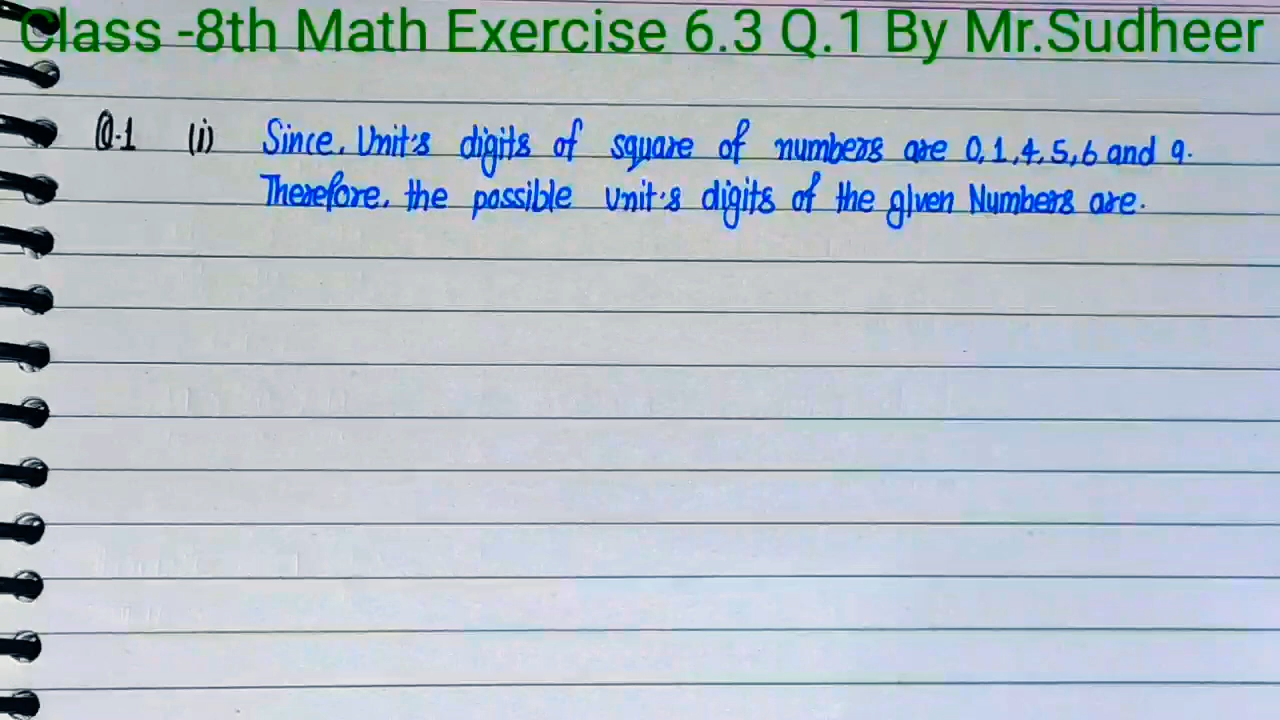 Class -8th Math Exercise 6.3 Q.1 By Mr.Sudheer
Q.1 (i) Since, Unit's digits of square of numbers are 0,1,4,5,6 and 9.
Therefore, the possible unit's digits of the given Numbers are.